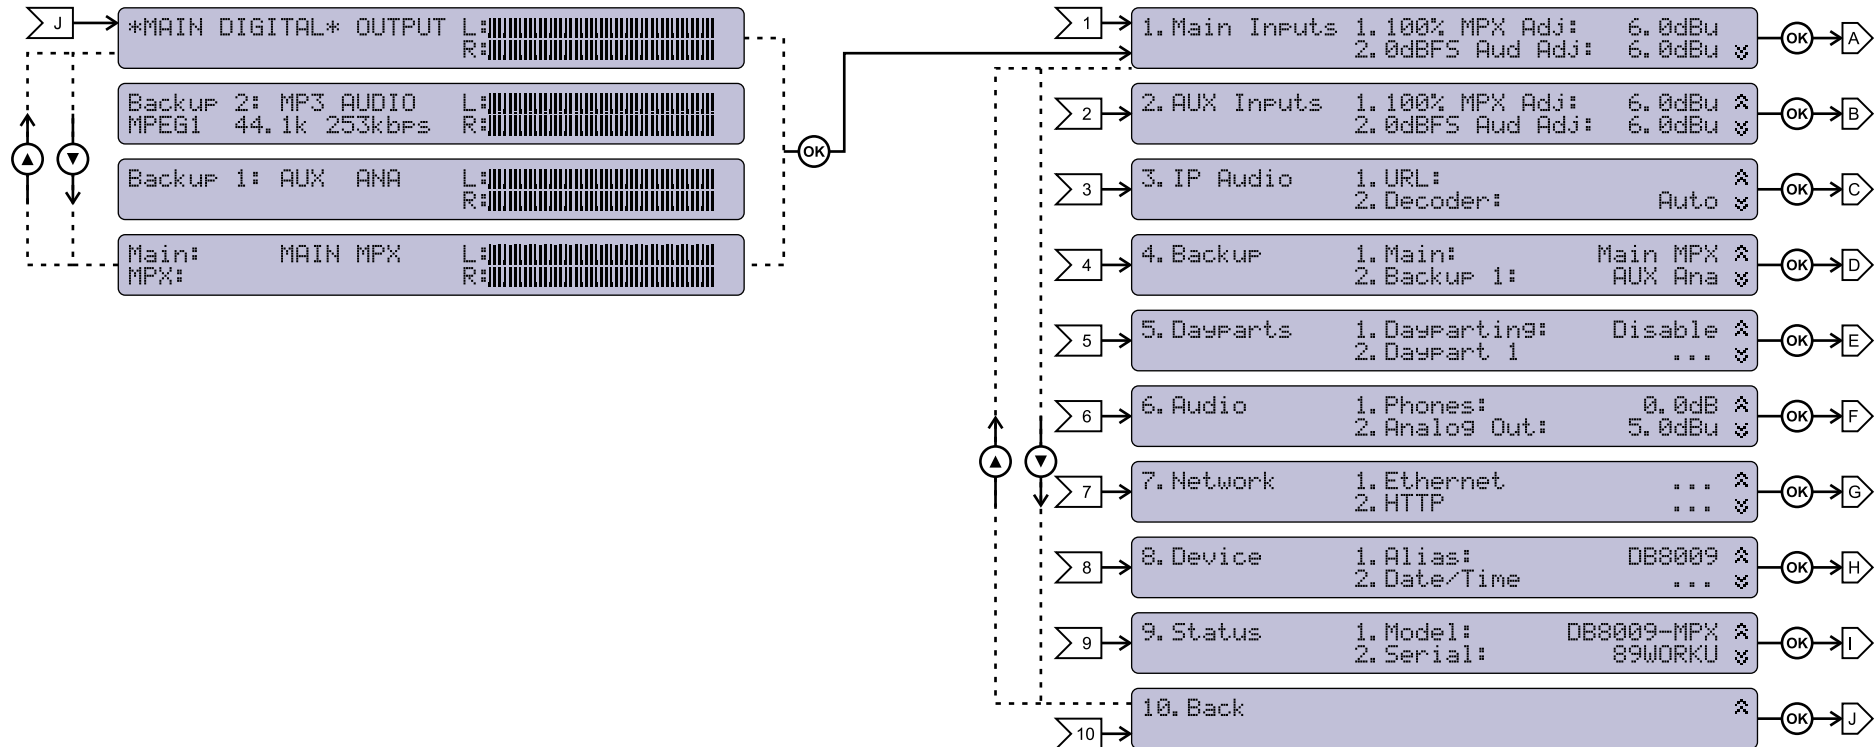 J
*MAIN DIGITAL* OUTPUT L:
R:
Backup 2: MP3 AUDIO L:
MPEG1 44.1k 253kbps R:
Backup 1: AUX ANA L:
R:
Main: MAIN MPX L:
MPX: R:
OK
1
1.Main Inputs 1.100% MPX Adj: 6.0dBu
2.0dBFS Aud Adj: 6.0dBu
OK
A
2
2.AUX Inputs 1.100% MPX Adj: 6.0dBu
2.0dBFS Aud Adj: 6.0dBu
OK
B
3
3.IP Audio 1.URL:
2.Decoder: Auto
OK
C
4
4.Backup 1.Main: Main MPX
2.Backup 1: AUX Ana
OK
D
5
5.Dayparts 1.Dayparting: Disable
2.Daypart 1 ...
OK
E
6
6.Audio 1.Phones: 0.0dB
2.Analog Out: 5.0dBu
OK
F
7
7.Network 1.Ethernet ...
2.HTTP ...
OK
G
8
8.Device 1.Alias: DB8009
2.Date/Time ...
OK
H
9
9.Status 1.Model: DB8009-MPX
2.Serial: 89WORKU
OK
I
10
10.Back
OK
J